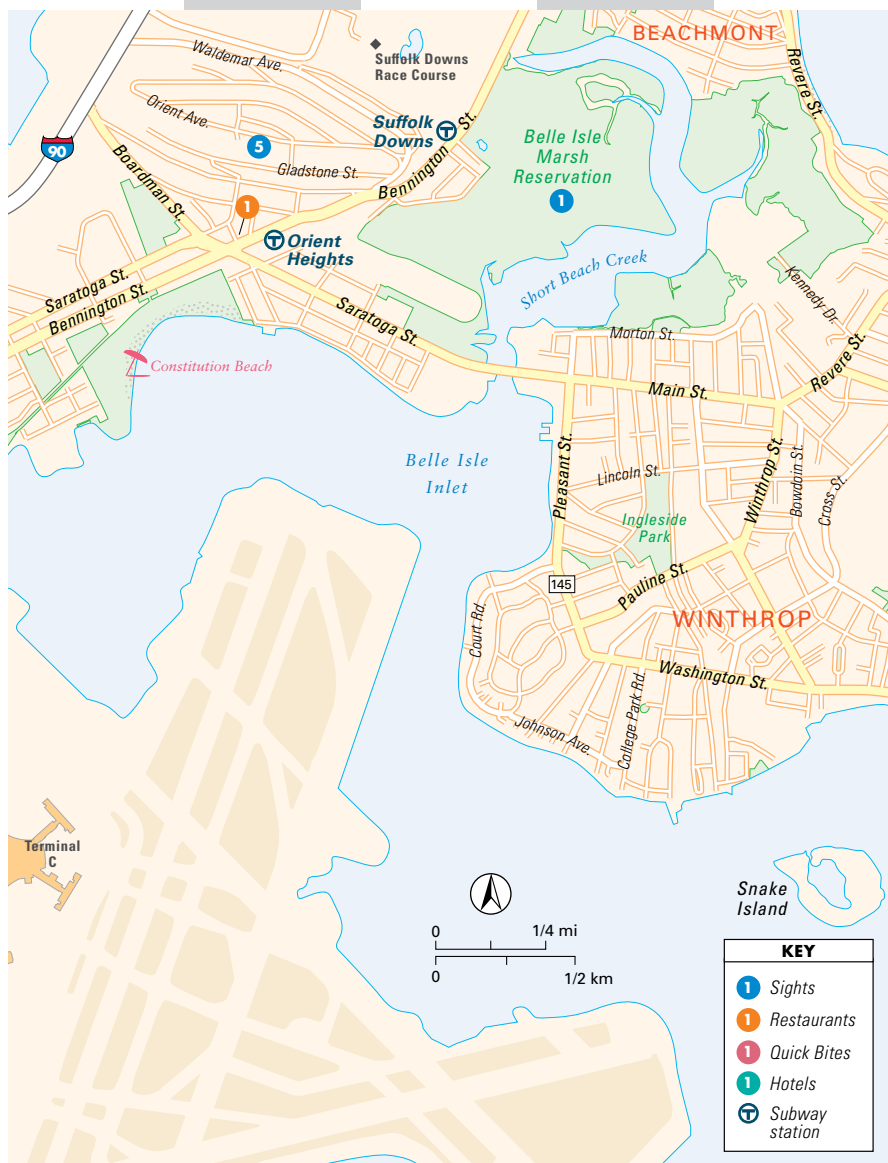 BEACHMONT
Waldemar Ave.
Suffolk Downs
Race Course
Revere St.
Orient Ave.
Suffolk
Downs
Belle Isle
Marsh
Reservation
90
5
Gladstone St.
Bennington St.
Boardman St.
1
1
Orient
Heights
Short Beach Creek
Saratoga St.
Bennington St.
Kennedy Dr.
Saratoga St.
Morton St.
Revere St.
Constitution Beach
Main St.
Belle Isle
Inlet
Pleasant St.
Lincoln St.
Winthrop St.
Bowdoin St.
Cross St.
Ingleside
Park
145
Pauline St.
WINTHROP
Court Rd.
Washington St.
College Park Rd.
Johnson Ave.
Terminal
C
Snake
Island
0 1/4 mi
0 1/2 km
KEY
1 Sights
1 Restaurants
1 Quick Bites
1 Hotels
T Subway
station